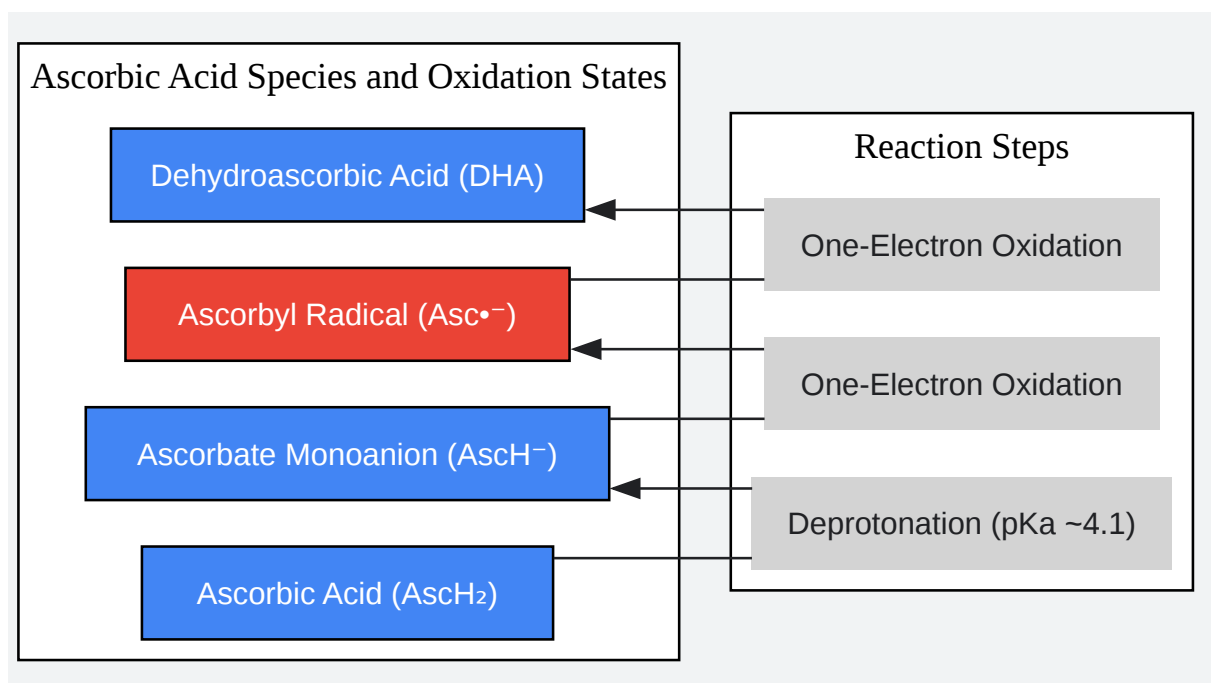 Ascorbic Acid Species and Oxidation States
Dehydroascorbic Acid (DHA)
Ascorbyl Radical (Asc•⁻)
Ascorbate Monoanion (AscH⁻)
Ascorbic Acid (AscH₂)
Reaction Steps
One-Electron Oxidation
One-Electron Oxidation
Deprotonation (pKa ~4.1)